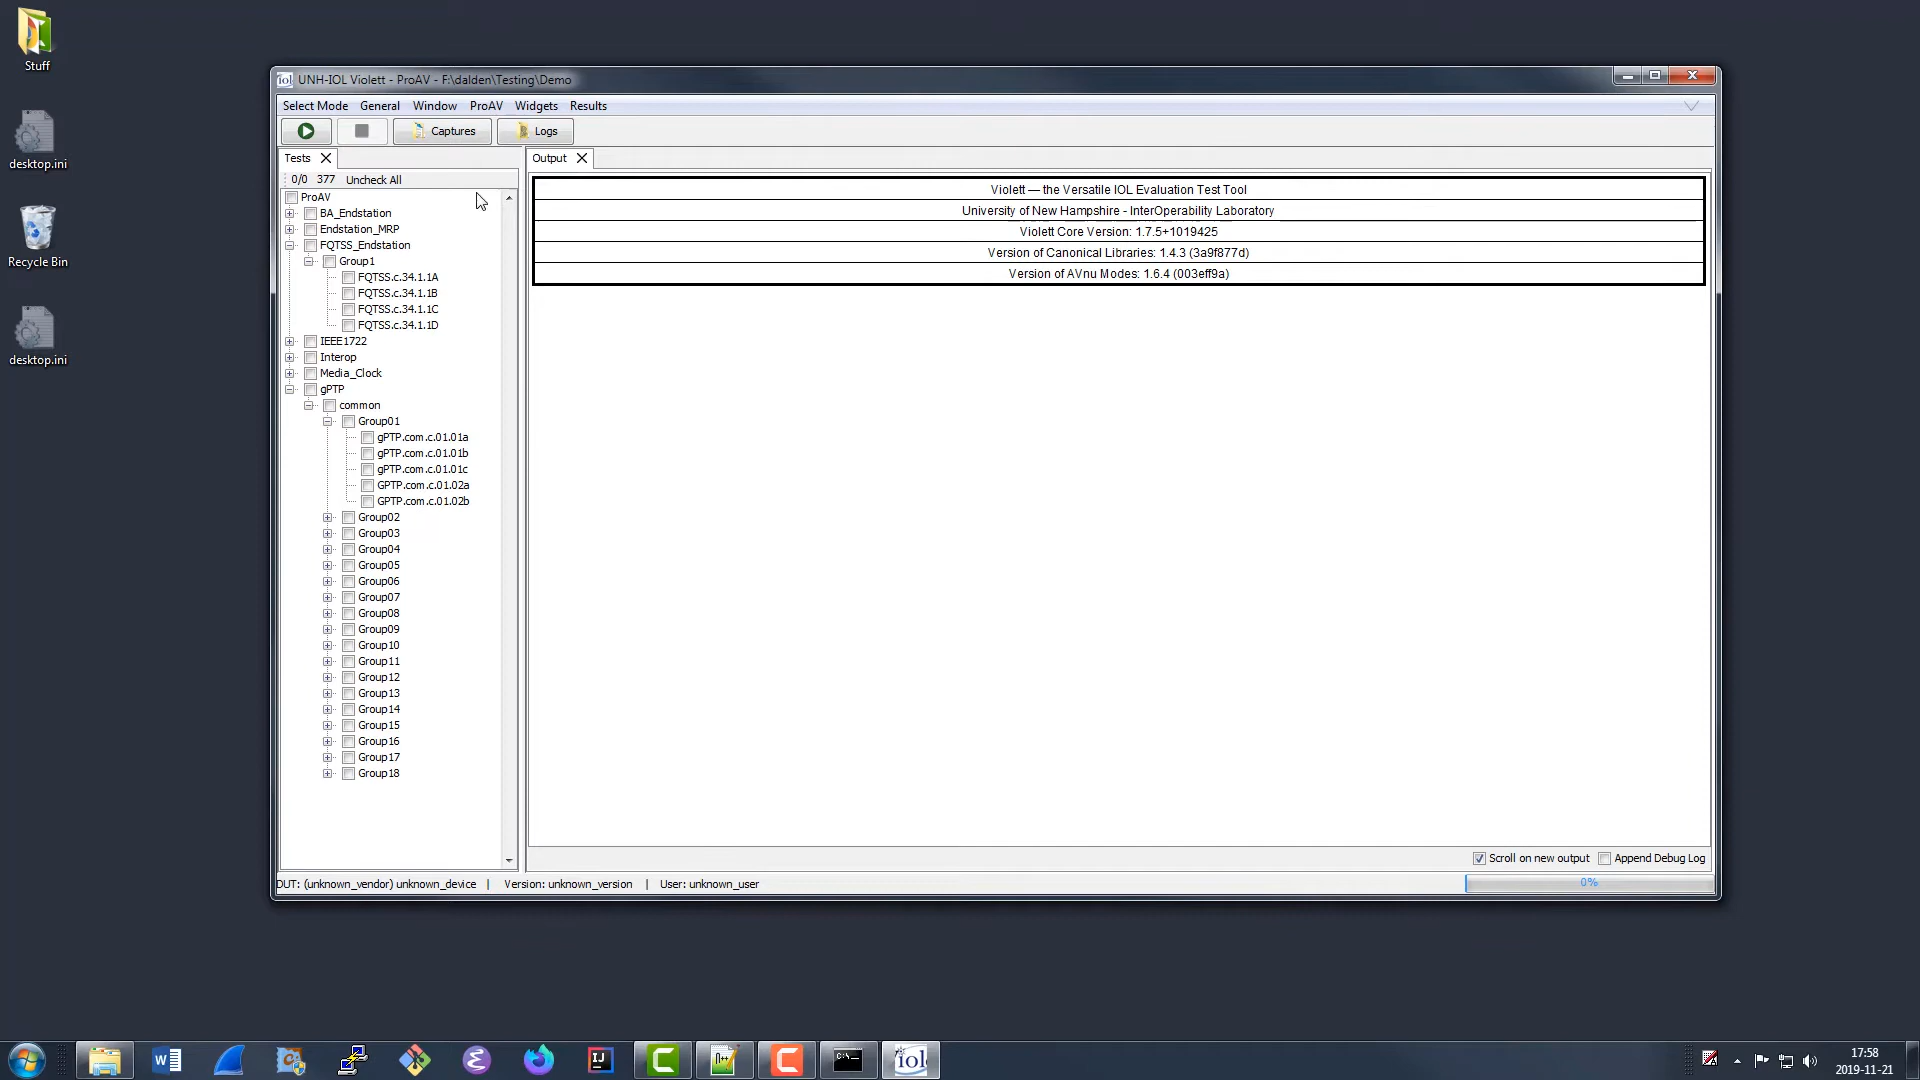 Stuff
desktop.ini
Recycle Bin
desktop.ini
iol UNH-IOL Violett - ProAV - F:\dalden\Testing\Demo
Select Mode General Window ProAV Widgets Results
Captures Logs
Tests
0/0 377 Uncheck All
ProAV
BA_Endstation
Endstation_MRP
FQTSS_Endstation
Group1
FQTSS.c.34.1.1A
FQTSS.c.34.1.1B
FQTSS.c.34.1.1C
FQTSS.c.34.1.1D
IEEE1722
Interop
Media_Clock
gPTP
common
Group01
gPTP.com.c.01.01a
gPTP.com.c.01.01b
gPTP.com.c.01.01c
GPTP.com.c.01.02a
GPTP.com.c.01.02b
Group02
Group03
Group04
Group05
Group06
Group07
Group08
Group09
Group10
Group11
Group12
Group13
Group14
Group15
Group16
Group17
Group18
Output
Violett — the Versatile IOL Evaluation Test Tool
University of New Hampshire - InterOperability Laboratory
Violett Core Version: 1.7.5+1019425
Version of Canonical Libraries: 1.4.3 (3a9f877d)
Version of AVnu Modes: 1.6.4 (003eff9a)
Scroll on new output Append Debug Log
DUT: (unknown_vendor) unknown_device | Version: unknown_version | User: unknown_user
0%
W IJ C C C:\. iol
17:58
2019-11-21